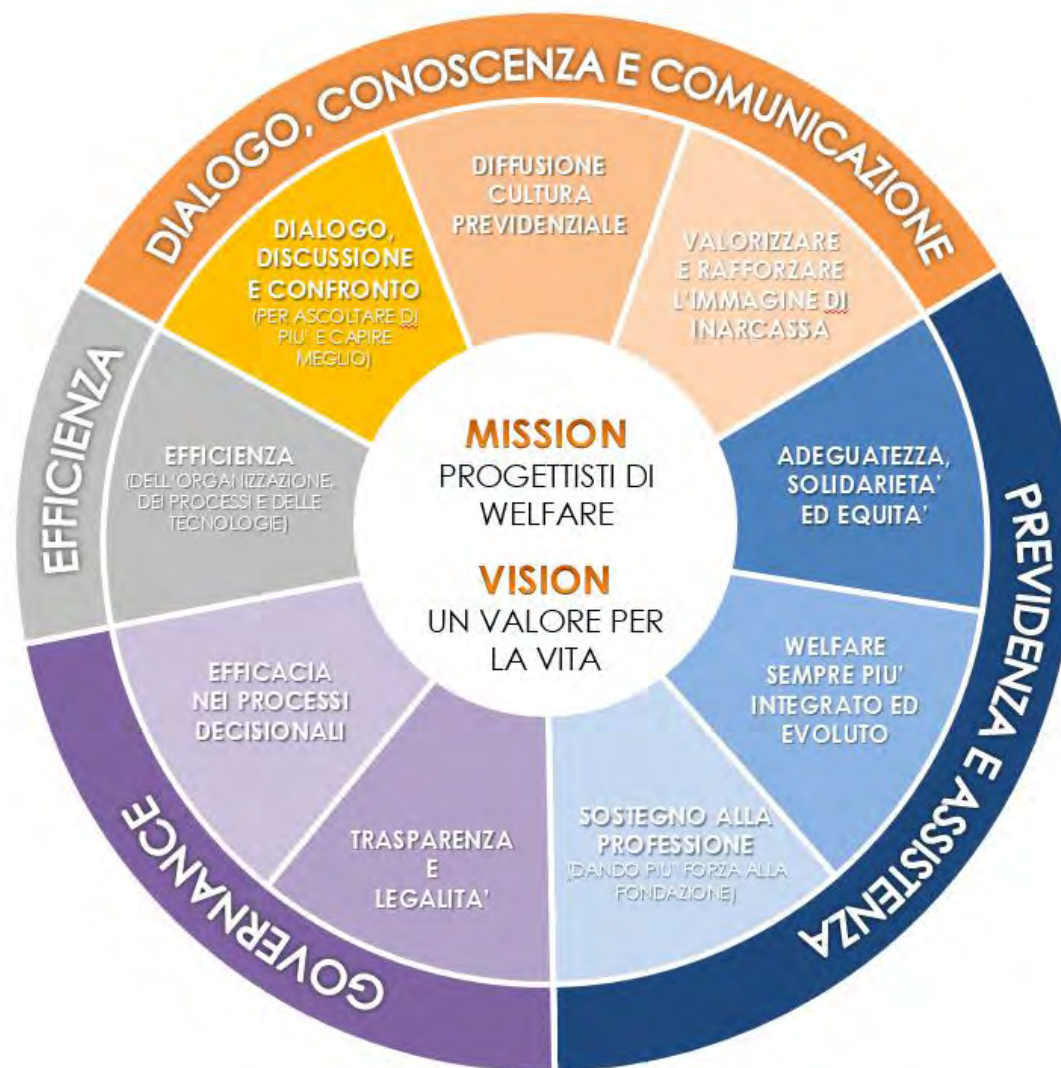 DIALOGO, CONOSCENZA E COMUNICAZIONE
DIALOGO,
DISCUSSIONE
E CONFRONTO
(PER ASCOLTARE DI
PIU' E CAPIRE
MEGLIO)
DIFFUSIONE
CULTURA
PREVIDENZIALE
VALORIZZARE
E RAFFORZARE
L'IMMAGINE DI
INARCASSA
PREVIDENZA E ASSISTENZA
ADEGUATEZZA,
SOLIDARIETA'
ED EQUITA'
WELFARE
SEMPRE PIU'
INTEGRATO ED
EVOLUTO
SOSTEGNO ALLA
PROFESSIONE
(DANDO PIU' FORZA ALLA
FONDAZIONE)
GOVERNANCE
TRASPARENZA
E
LEGALITA'
EFFICACIA
NEI PROCESSI
DECISIONALI
EFFICIENZA
EFFICIENZA
(DELL'ORGANIZZAZIONE,
DEI PROCESSI E DELLE
TECNOLOGIE)
MISSION
PROGETTISTI DI
WELFARE
VISION
UN VALORE PER
LA VITA